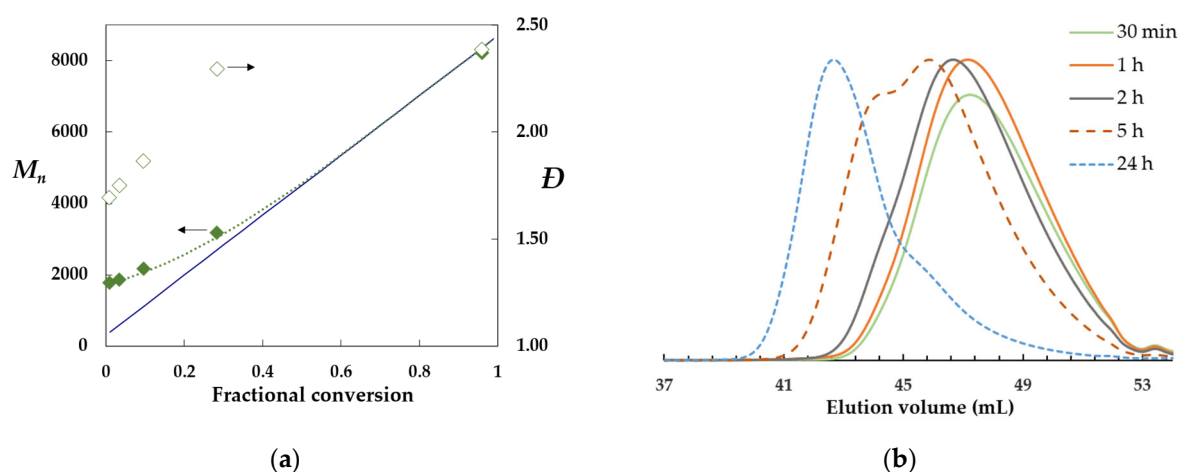 8000
6000
4000
2000
0
Mn
2.50
2.00
1.50
1.00
Đ
0
0.2
0.4
0.6
0.8
1
Fractional conversion
(a)
30 min
1 h
2 h
5 h
24 h
37
41
45
49
53
Elution volume (mL)
(b)